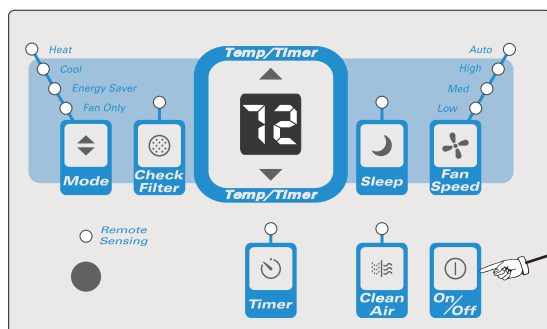 Heat
Cool
Energy Saver
Fan Only
Mode
Check
Filter
Temp/Timer
72
Temp/Timer
Sleep
Auto
High
Med
Low
Fan
Speed
Remote
Sensing
Timer
Clean
Air
On/Off